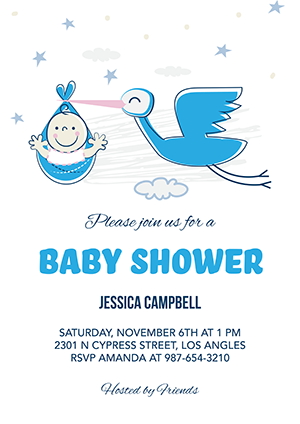 Please join us for a
BABY SHOWER
JESSICA CAMPBELL
SATURDAY, NOVEMBER 6TH AT 1 PM
2301 N CYPRESS STREET, LOS ANGLES
RSVP AMANDA AT 987-654-3210
Hosted by Friends